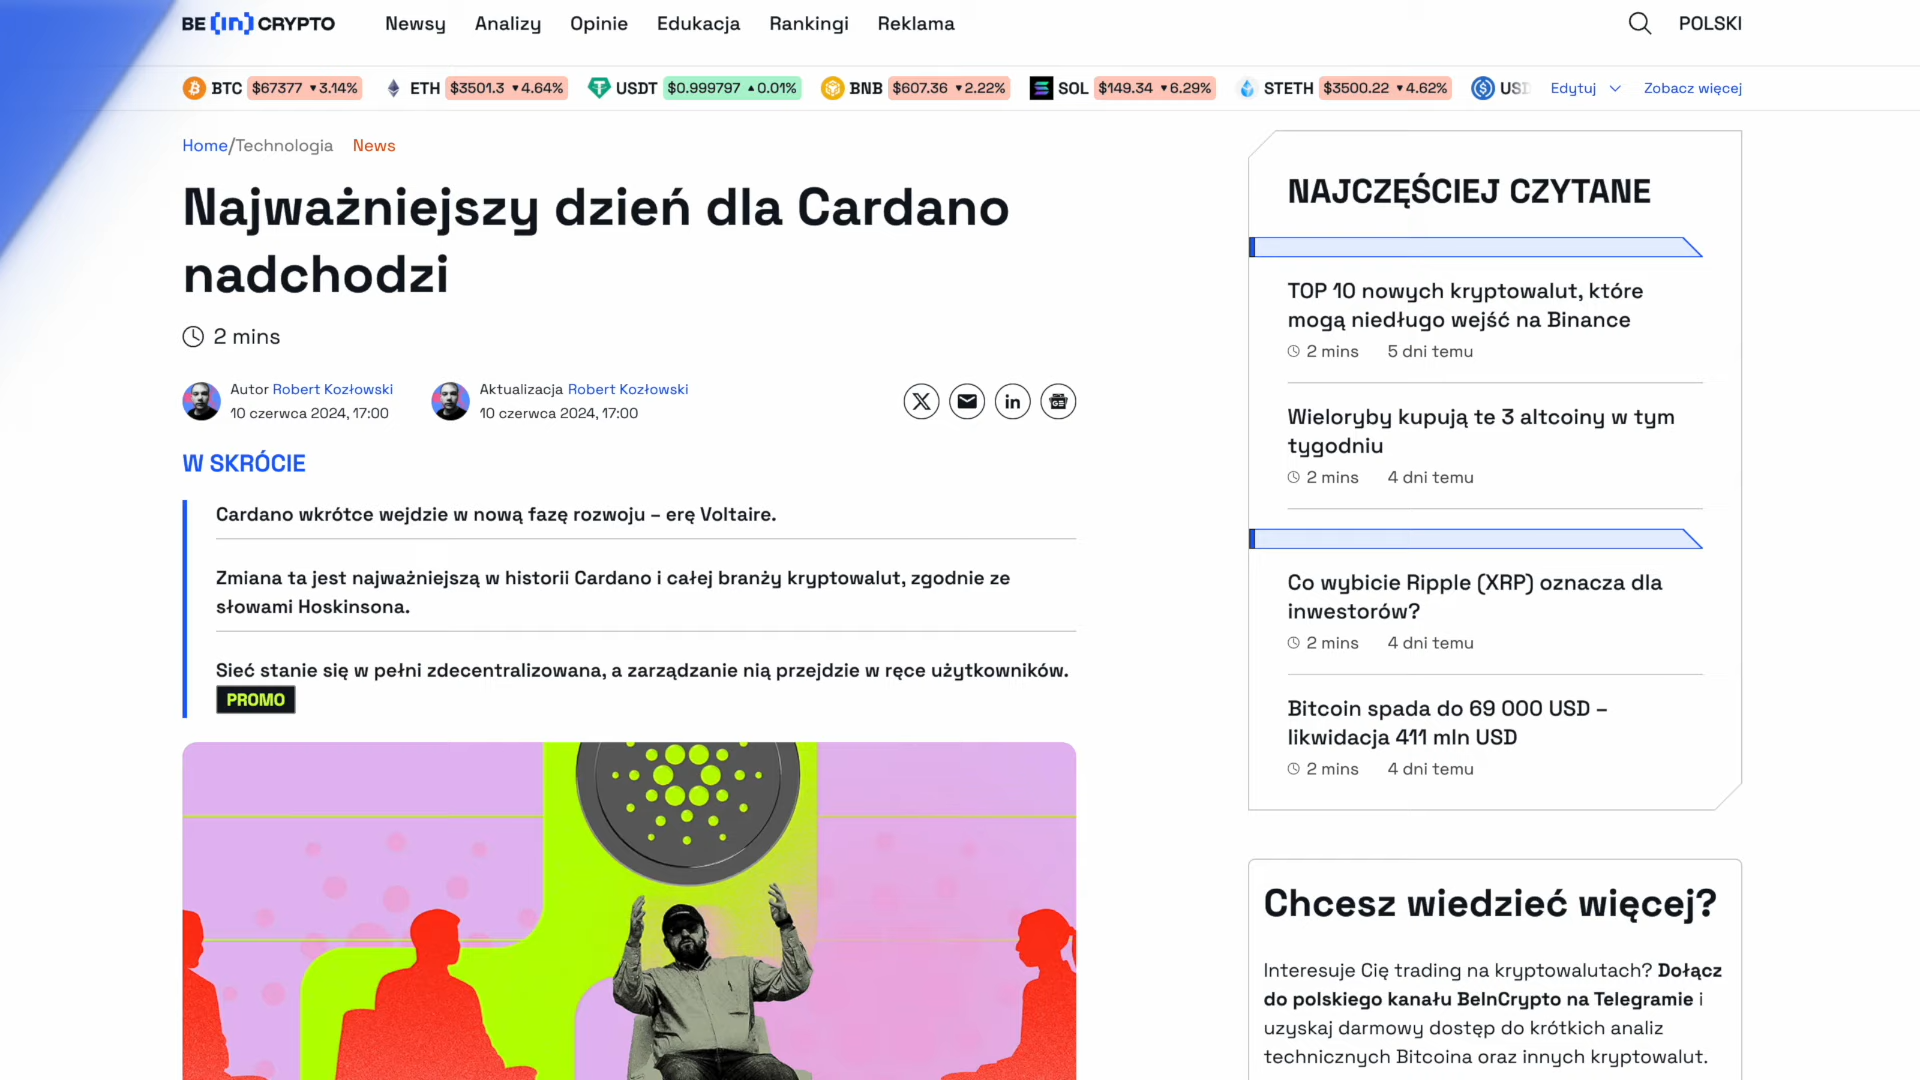 BE [in] CRYPTO
Newsy Analizy Opinie Edukacja Rankingi Reklama
POLSKI
BTC $67377 ▼3.14% ETH $3501.3 ▼4.64% USDT $0.999797 ▲0.01% BNB $607.36 ▼2.22% SOL $149.34 ▼6.29% STETH $3500.22 ▼4.62% USD
Edytuj Zobacz więcej
Home/Technologia News
Najważniejszy dzień dla Cardano
nadchodzi
2 mins
Autor Robert Kozłowski
10 czerwca 2024, 17:00
Aktualizacja Robert Kozłowski
10 czerwca 2024, 17:00
W SKRÓCIE
Cardano wkrótce wejdzie w nową fazę rozwoju – erę Voltaire.
Zmiana ta jest najważniejszą w historii Cardano i całej branży kryptowalut, zgodnie ze
słowami Hoskinsona.
Sieć stanie się w pełni zdecentralizowana, a zarządzanie nią przejdzie w ręce użytkowników.
PROMO
NAJCZĘŚCIEJ CZYTANE
TOP 10 nowych kryptowalut, które
mogą niedługo wejść na Binance
2 mins 5 dni temu
Wieloryby kupują te 3 altcoiny w tym
tygodniu
2 mins 4 dni temu
Co wybicie Ripple (XRP) oznacza dla
inwestorów?
2 mins 4 dni temu
Bitcoin spada do 69 000 USD –
likwidacja 411 mln USD
2 mins 4 dni temu
Chcesz wiedzieć więcej?
Interesuje Cię trading na kryptowalutach? Dołącz
do polskiego kanału BeInCrypto na Telegramie i
uzyskaj darmowy dostęp do krótkich analiz
technicznych Bitcoina oraz innych kryptowalut.